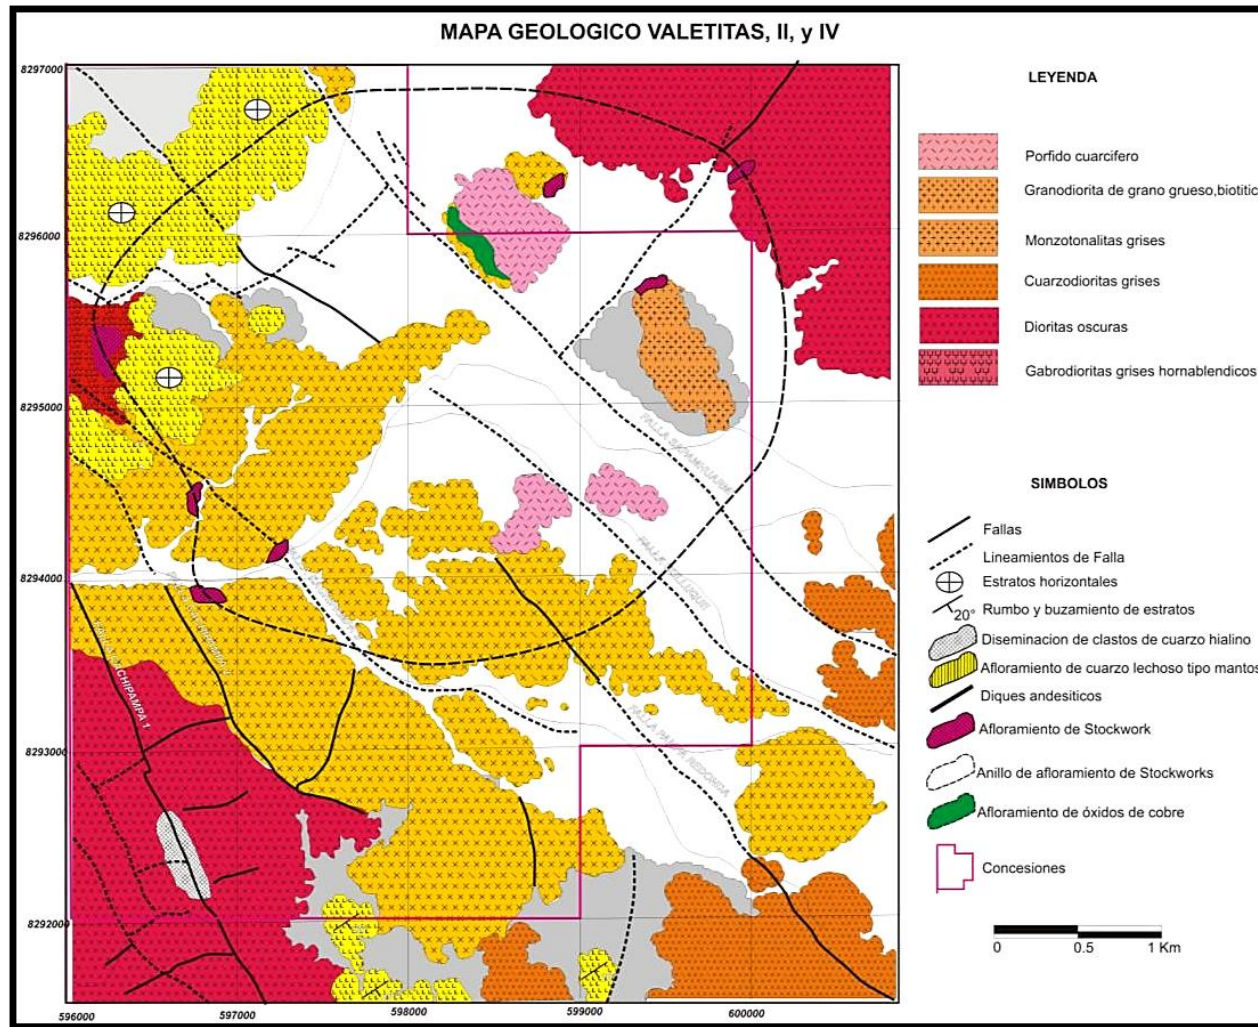 MAPA GEOLOGICO VALETITAS, II, y IV
8297000
8296000
8295000
8294000
8293000
8292000
596000
597000
598000
599000
600000
FALLA PAMPA REDONDA
LEYENDA
Porfido cuarcifero
Granodiorita de grano grueso,biotitic
Monzotonalitas grises
Cuarzodioritas grises
Dioritas oscuras
Gabrodioritas grises hornablendicos
SIMBOLOS
Fallas
Lineamientos de Falla
Estratos horizontales
20°
Rumbo y buzamiento de estratos
Diseminacion de clastos de cuarzo hialino
Afloramiento de cuarzo lechoso tipo mantos
Diques andesiticos
Afloramiento de Stockwork
Anillo de afloramiento de Stockworks
Afloramiento de óxidos de cobre
Concesiones
0 0.5 1 Km